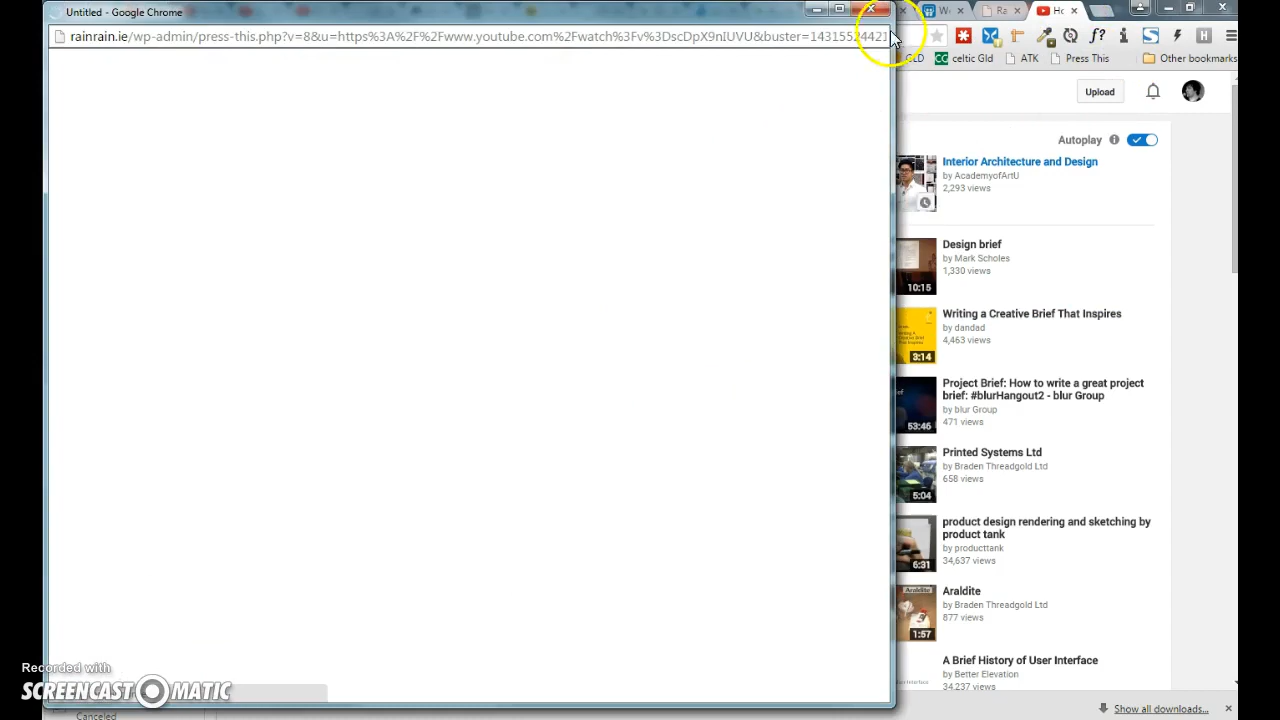 Untitled - Google Chrome
rainrain.ie/wp-admin/press-this.php?v=8&u=https%3A%2F%2Fwww.youtube.com%2Fwatch%3Fv%3DscDpX9nIUVU&buster=1431552442
W
Ra
Ho
GLD
celtic Gld
ATK
Press This
Other bookmarks
Upload
Autoplay
Interior Architecture and Design
by AcademyofArtU
2,293 views
Design brief
by Mark Scholes
1,330 views
10:15
Writing a Creative Brief That Inspires
by dandad
4,463 views
3:14
Project Brief: How to write a great project
brief: #blurHangout2 - blur Group
by blur Group
471 views
53:46
Printed Systems Ltd
by Braden Threadgold Ltd
658 views
5:04
product design rendering and sketching by
product tank
by producttank
34,637 views
6:31
Araldite
Araldite
by Braden Threadgold Ltd
877 views
1:57
A Brief History of User Interface
by Better Elevation
34,237 views
Recorded with
SCREENCAST-O-MATIC
Canceled
Show all downloads...